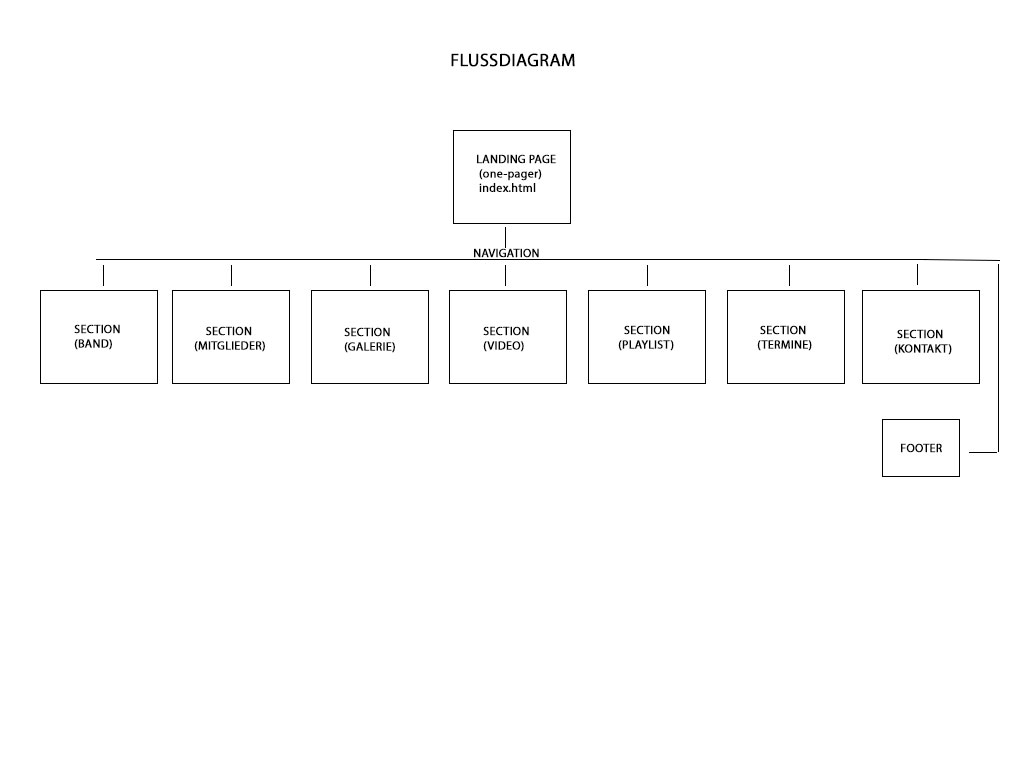 FLUSSDIAGRAM
LANDING PAGE
(one-pager)
index.html
NAVIGATION
SECTION
(BAND)
SECTION
(MITGLIEDER)
SECTION
(GALERIE)
SECTION
(VIDEO)
SECTION
(PLAYLIST)
SECTION
(TERMINE)
SECTION
(KONTAKT)
FOOTER